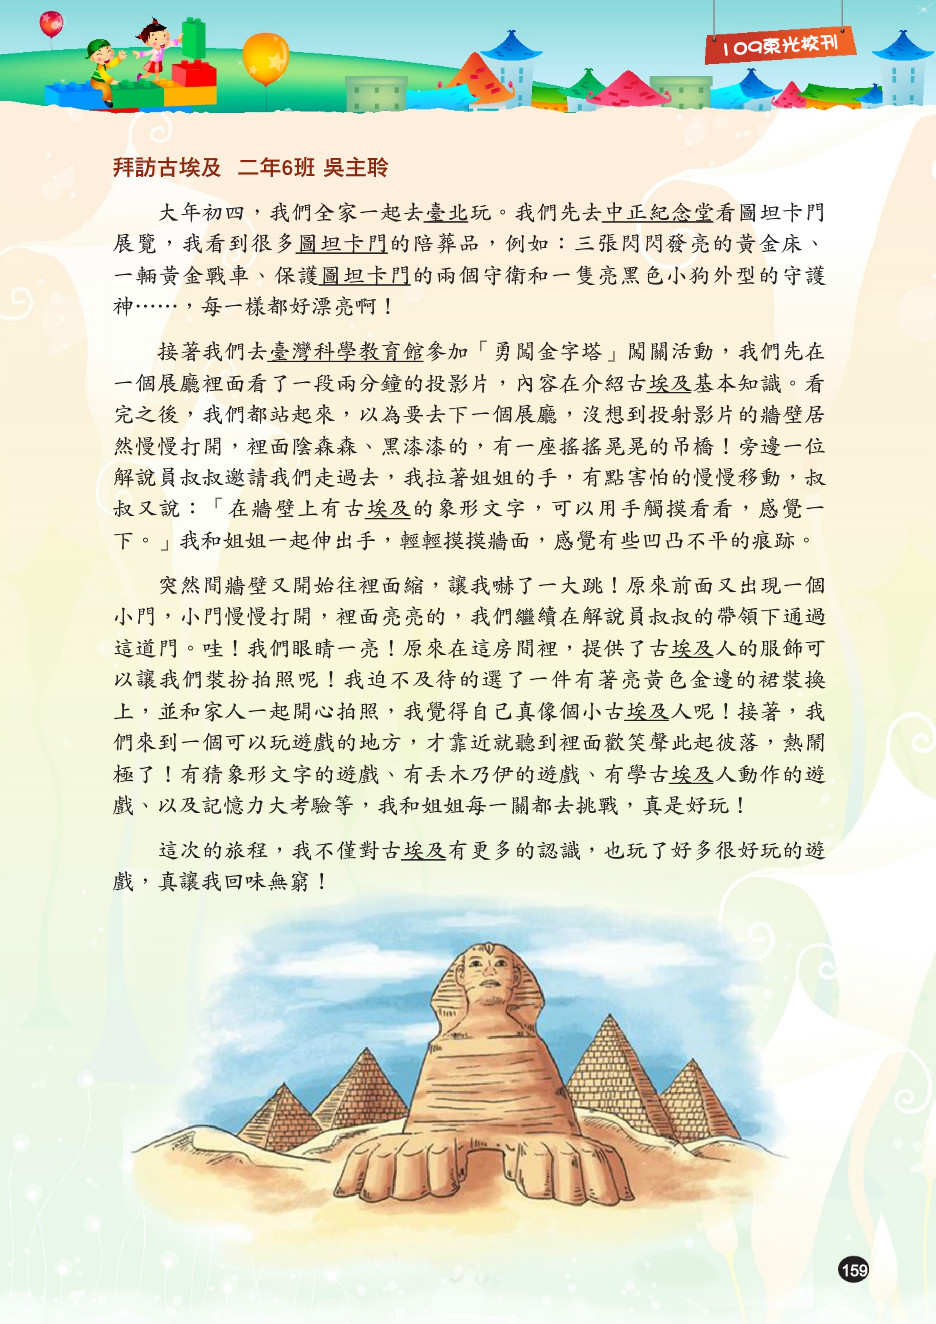 109東光校刊
拜訪古埃及 二年6班 吳主聆
大年初四，我們全家一起去臺北玩。我們先去中正紀念堂看圖坦卡門
展覽，我看到很多圖坦卡門的陪葬品，例如：三張閃閃發亮的黃金床、
一輛黃金戰車、保護圖坦卡門的兩個守衛和一隻亮黑色小狗外型的守護
神……，每一樣都好漂亮啊！
接著我們去臺灣科學教育館參加「勇闖金字塔」闖關活動，我們先在
一個展廳裡面看了一段兩分鐘的投影片，內容在介紹古埃及基本知識。看
完之後，我們都站起來，以為要去下一個展廳，沒想到投射影片的牆壁居
然慢慢打開，裡面陰森森、黑漆漆的，有一座搖搖晃晃的吊橋！旁邊一位
解說員叔叔邀請我們走過去，我拉著姐姐的手，有點害怕的慢慢移動，叔
叔又說：「在牆壁上有古埃及的象形文字，可以用手觸摸看看，感覺一
下。」我和姐姐一起伸出手，輕輕摸摸牆面，感覺有些凹凸不平的痕跡。
突然間牆壁又開始往裡面縮，讓我嚇了一大跳！原來前面又出現一個
小門，小門慢慢打開，裡面亮亮的，我們繼續在解說員叔叔的帶領下通過
這道門。哇！我們眼睛一亮！原來在這房間裡，提供了古埃及人的服飾可
以讓我們裝扮拍照呢！我迫不及待的選了一件有著亮黃色金邊的裙裝換
上，並和家人一起開心拍照，我覺得自己真像個小古埃及人呢！接著，我
們來到一個可以玩遊戲的地方，才靠近就聽到裡面歡笑聲此起彼落，熱鬧
極了！有猜象形文字的遊戲、有丟木乃伊的遊戲、有學古埃及人動作的遊
戲、以及記憶力大考驗等，我和姐姐每一關都去挑戰，真是好玩！
這次的旅程，我不僅對古埃及有更多的認識，也玩了好多很好玩的遊
戲，真讓我回味無窮！
159